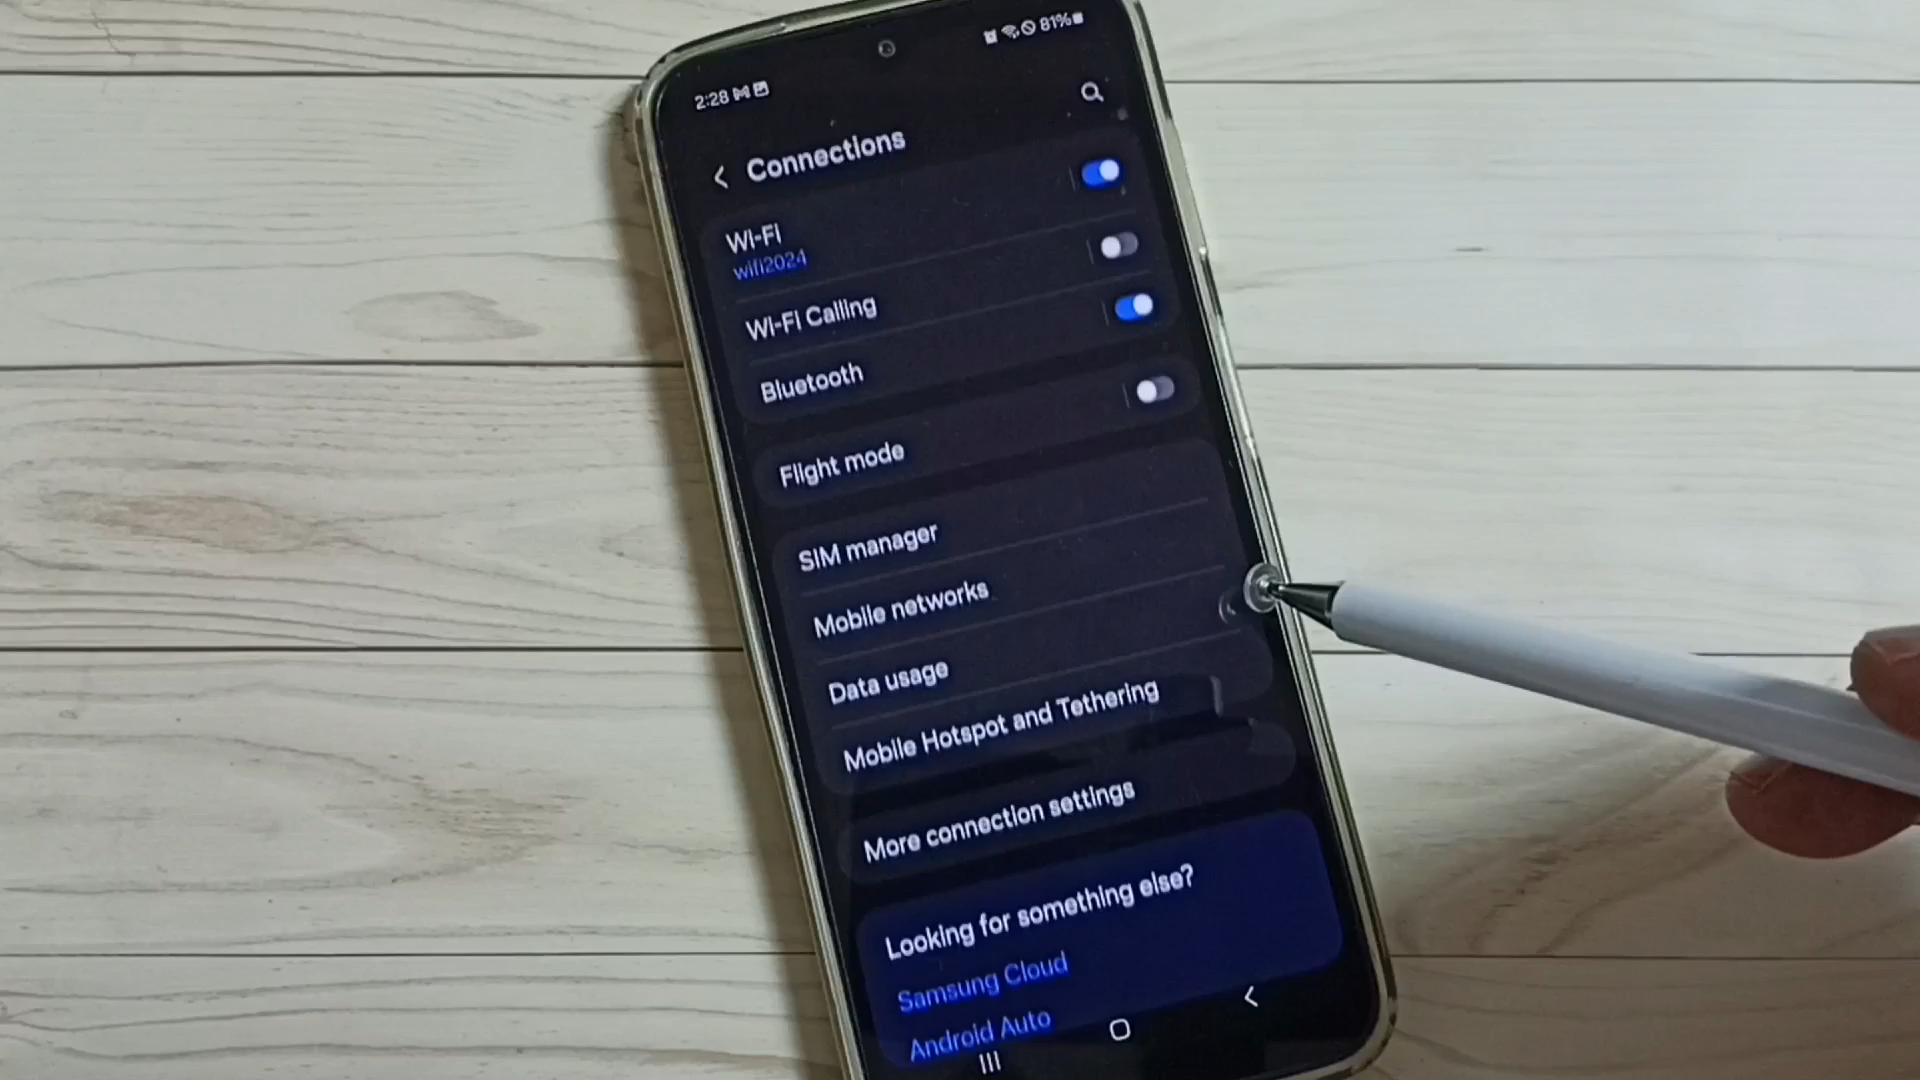 2:28
81%
Connections
Wi-Fi
wifi2024
Wi-Fi Calling
Bluetooth
Flight mode
SIM manager
Mobile networks
Data usage
Mobile Hotspot and Tethering
More connection settings
Looking for something else?
Samsung Cloud
Android Auto